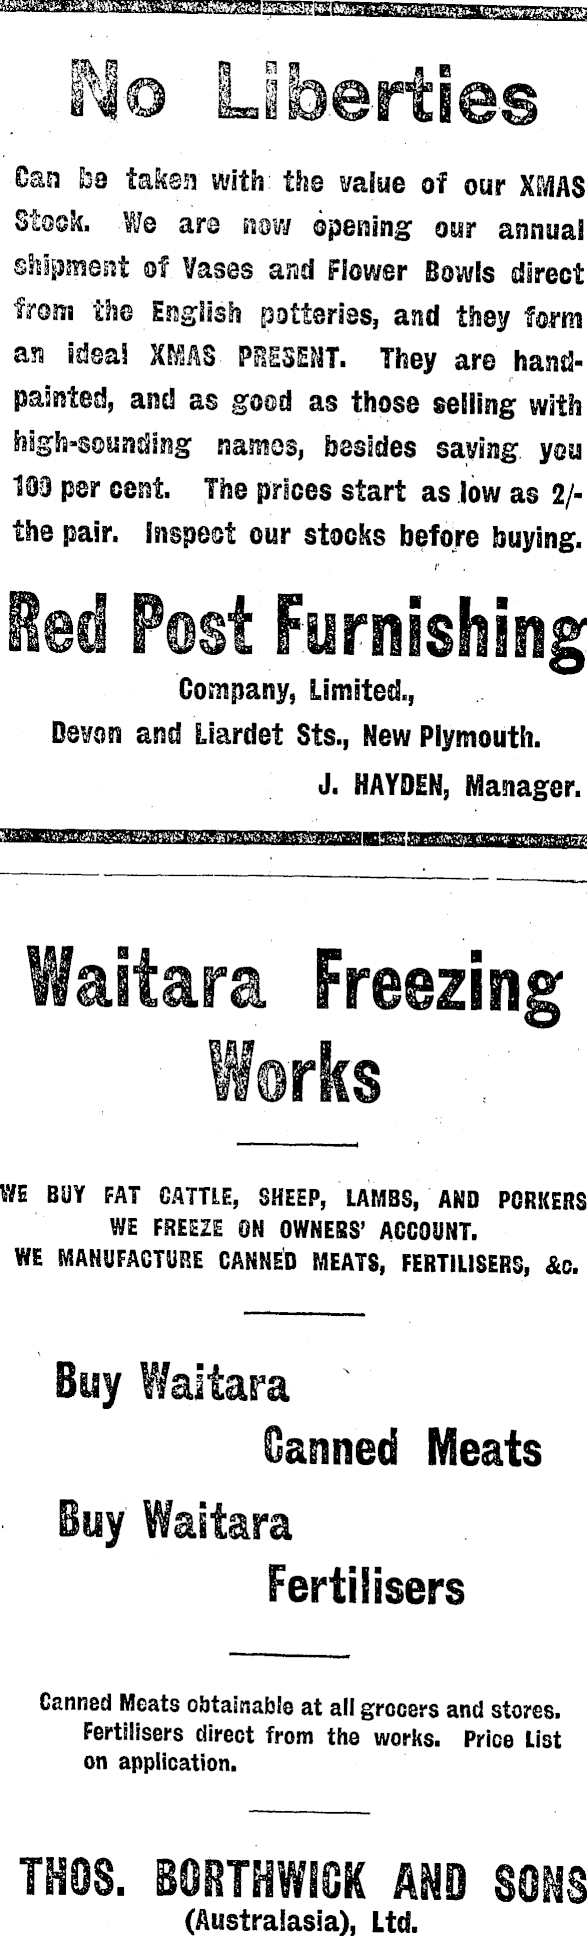 No Liberties
Can be taken with the value of our XMAS
Stock. We are now opening our annual
shipment of Vases and Flower Bowls direct
from the English potteries, and they form
an ideal XMAS PRESENT. They are hand-
painted, and as good as those selling with
high-sounding names, besides saving you
100 per cent. The prices start as low as 2/-
the pair. Inspect our stocks before buying.
Red Post Furnishing
Company, Limited.,
Devon and Liardet Sts., New Plymouth.
J. HAYDEN, Manager.
Waitara Freezing
Works
WE BUY FAT CATTLE, SHEEP, LAMBS, AND PORKERS
WE FREEZE ON OWNERS' ACCOUNT.
WE MANUFACTURE CANNED MEATS, FERTILISERS, &c.
Buy Waitara
Canned Meats
Buy Waitara
Fertilisers
Canned Meats obtainable at all grocers and stores.
Fertilisers direct from the works. Price List
on application.
THOS. BORTHWICK AND SONS
(Australasia), Ltd.